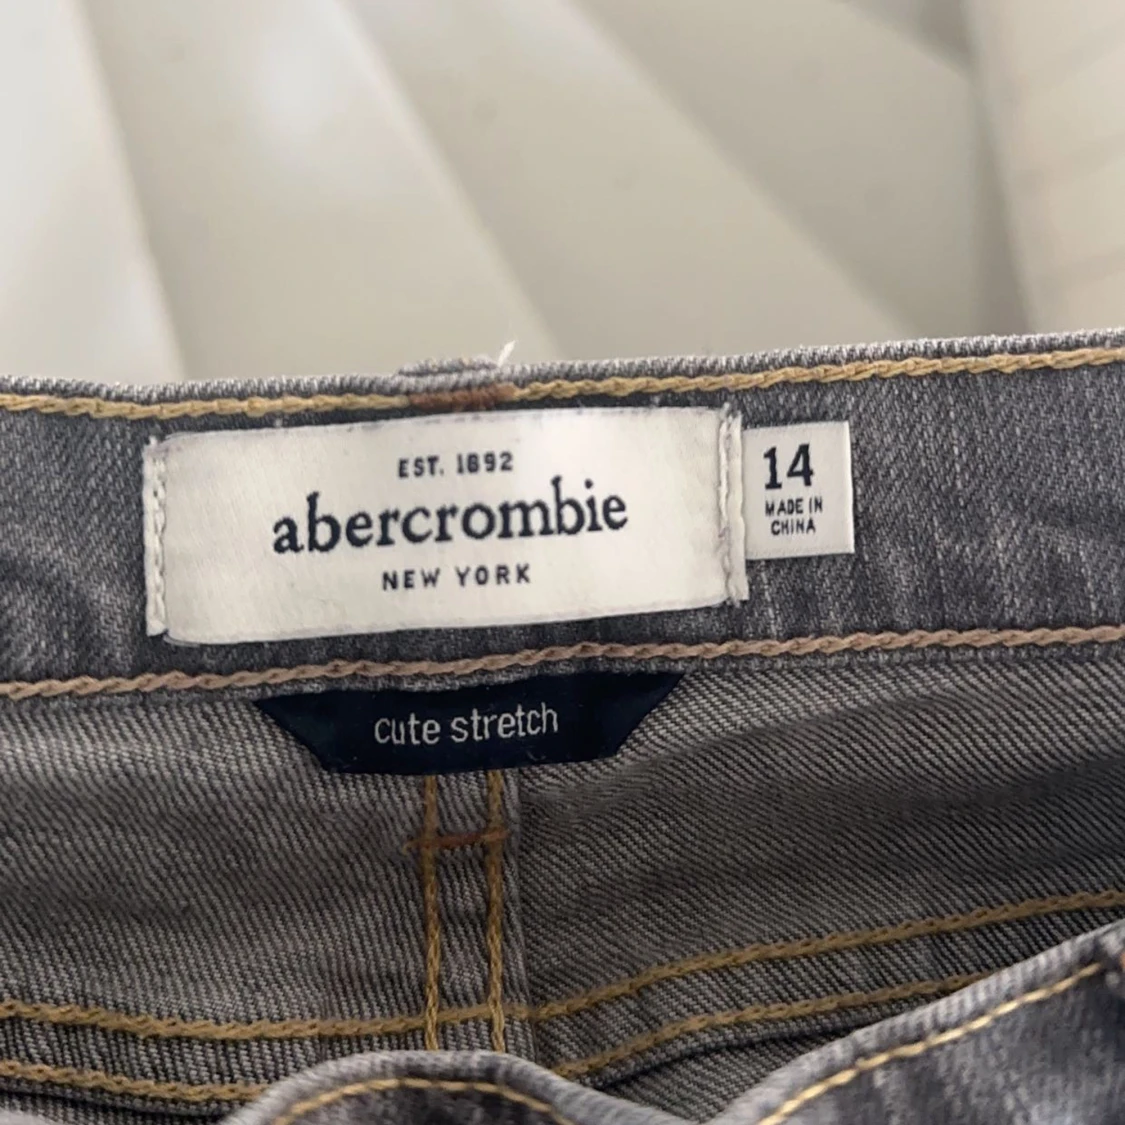 EST. 1892
abercrombie
NEW YORK
14
MADE IN
CHINA
cute stretch